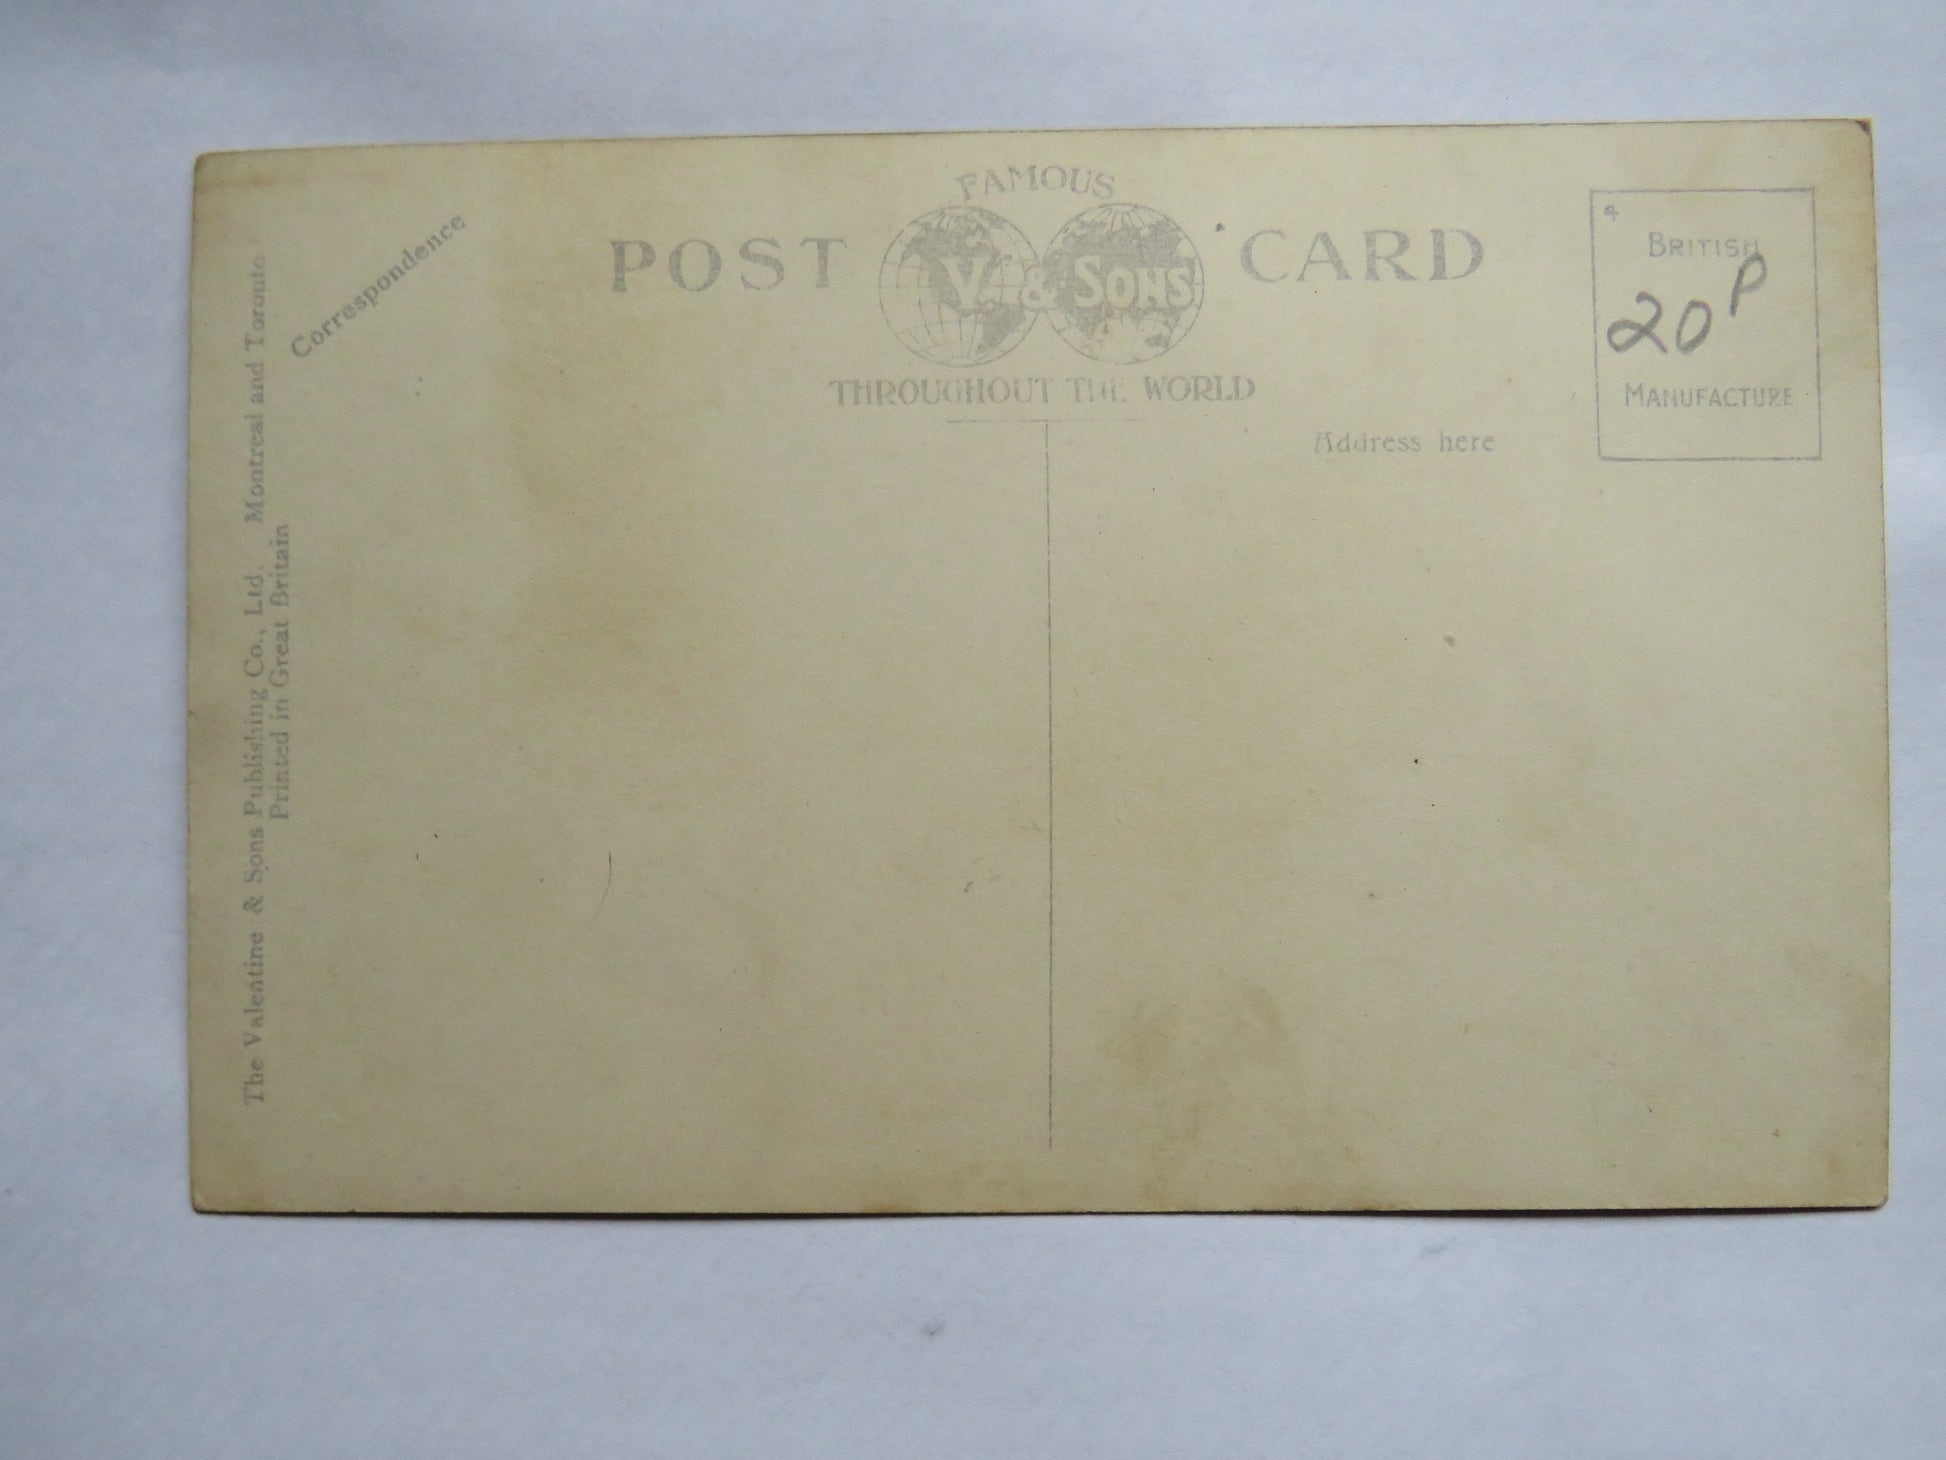 FAMOUS
POST V. & SONS CARD
THROUGHOUT THE WORLD
Correspondence
Address here
BRITISH
20P
MANUFACTURE
The Valentine & Sons Publishing Co., Ltd. Montreal and Toronto
Printed in Great Britain